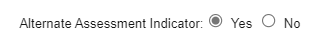 Alternate Assessment Indicator: Yes No